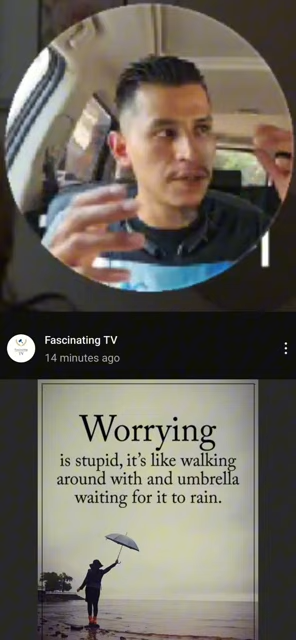 Fascinating TV
14 minutes ago
Worrying
is stupid, it's like walking
around with and umbrella
waiting for it to rain.